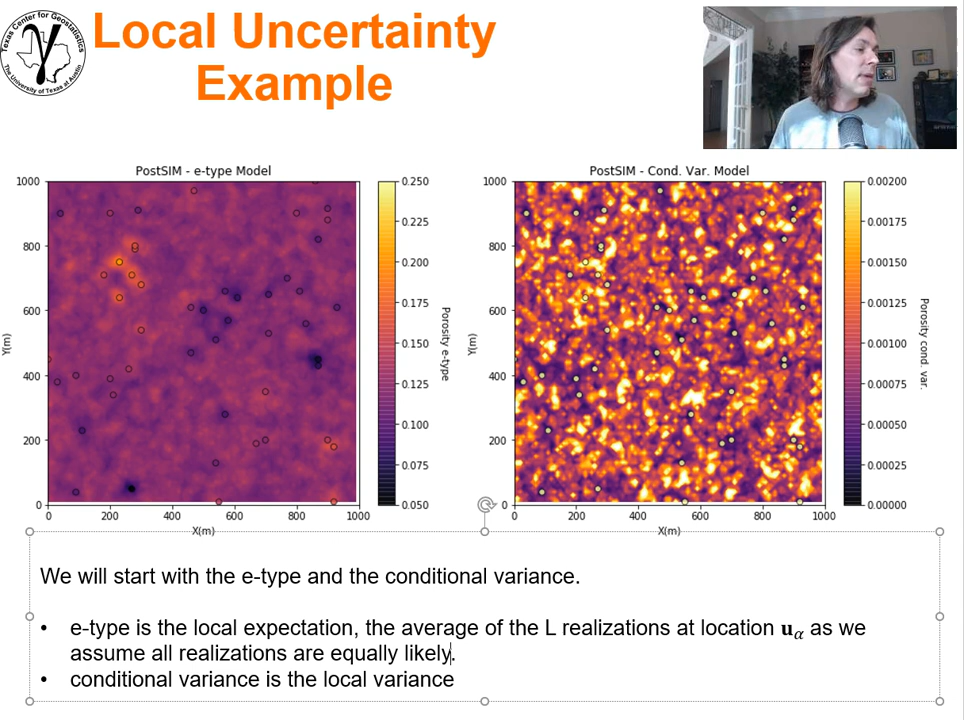 Texas Center for Geostatistics
The University of Texas at Austin
Local Uncertainty
Example
PostSIM - e-type Model
1000
800
600
400
200
0
Y(m)
0 200 400 600 800 1000
X(m)
0.250
0.225
0.200
0.175
0.150
0.125
0.100
0.075
0.050
Porosity e-type
PostSIM - Cond. Var. Model
1000
800
600
400
200
0
Y(m)
0 200 400 600 800 1000
X(m)
0.00200
0.00175
0.00150
0.00125
0.00100
0.00075
0.00050
0.00025
0.00000
Porosity cond. var.
We will start with the e-type and the conditional variance.
• e-type is the local expectation, the average of the L realizations at location 𝐮𝛼 as we
assume all realizations are equally likely.
• conditional variance is the local variance